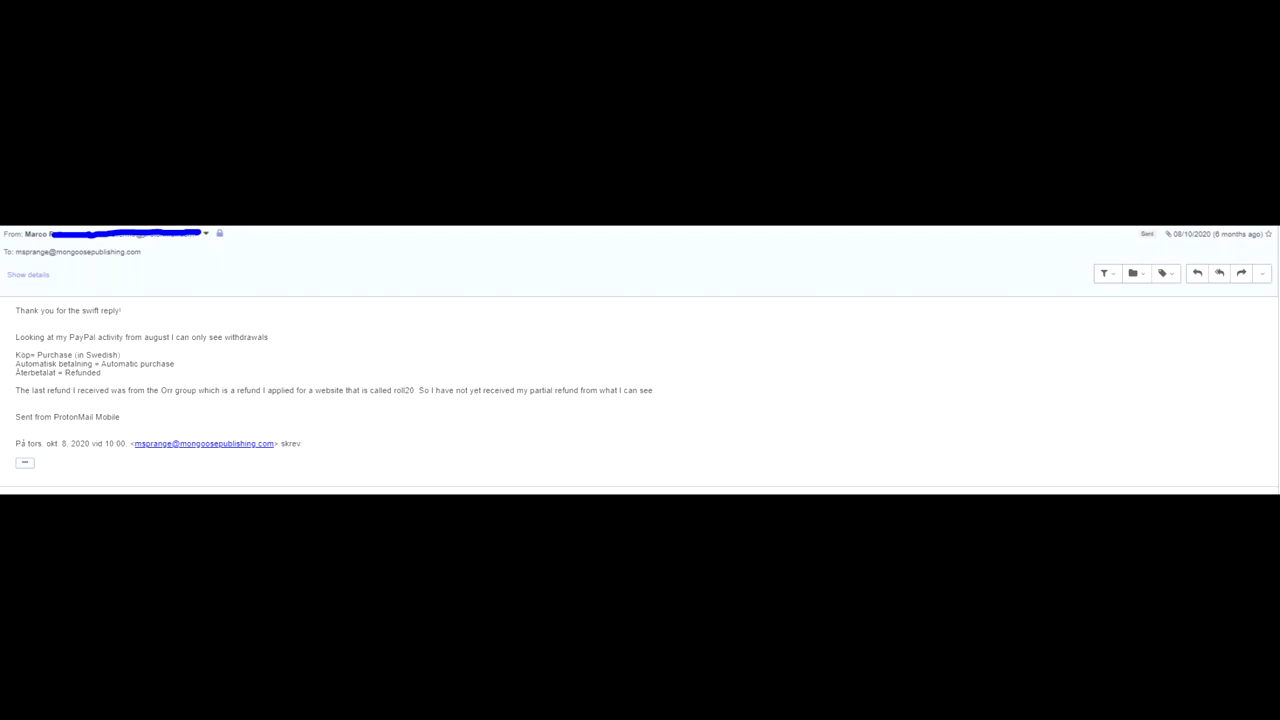 From: Marco
Sent 08/10/2020 (6 months ago)
To: msprange@mongoosepublishing.com
Show details
Thank you for the swift reply!
Looking at my PayPal activity from august I can only see withdrawals.
Köp= Purchase (in Swedish)
Automatisk betalning = Automatic purchase
Återbetalat = Refunded
The last refund I received was from the Orr group which is a refund I applied for a website that is called roll20. So I have not yet received my partial refund from what I can see.
Sent from ProtonMail Mobile
På tors. okt. 8, 2020 vid 10:00, <msprange@mongoosepublishing.com> skrev: